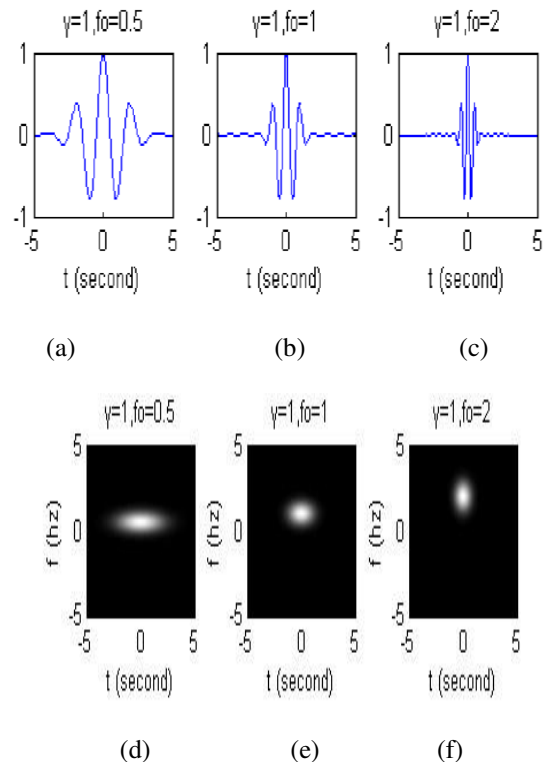 γ=1,fo=0.5 γ=1,fo=1 γ=1,fo=2
1 1 1
0 0 0
-1 -1 -1
-5 0 5 -5 0 5 -5 0 5
t (second) t (second) t (second)
(a) (b) (c)
γ=1,fo=0.5 γ=1,fo=1 γ=1,fo=2
5 5 5
f (hz) f (hz) f (hz)
0 0 0
-5 -5 -5
-5 0 5 -5 0 5 -5 0 5
t (second) t (second) t (second)
(d) (e) (f)